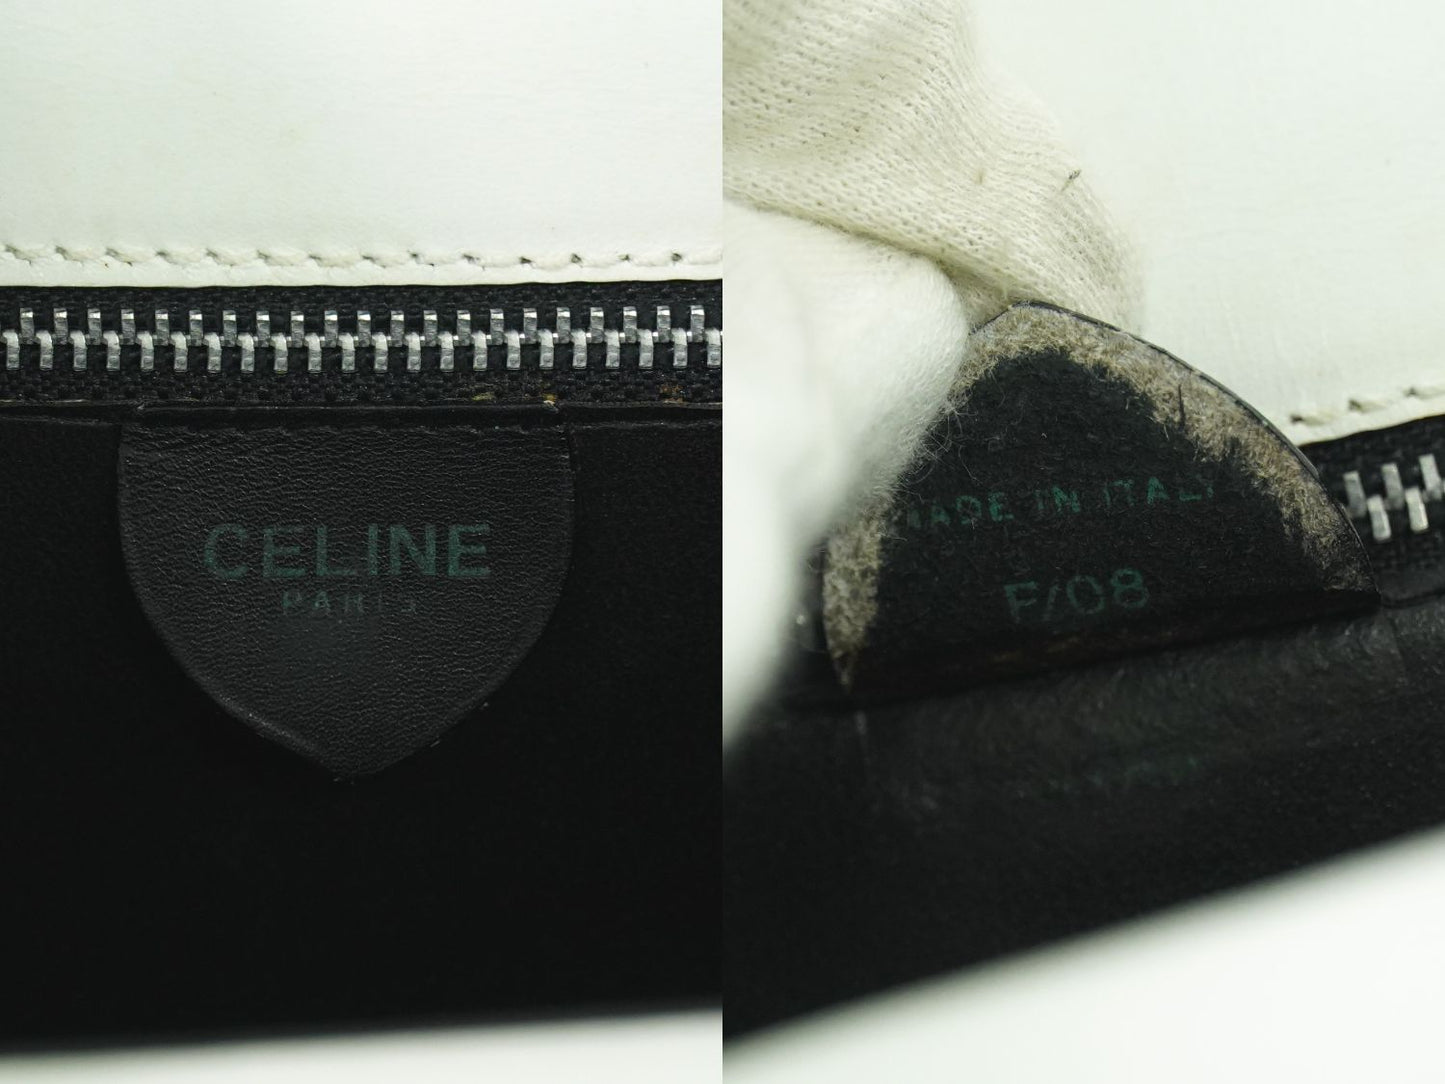 CELINE
PARIS
MADE IN ITALY
F/08